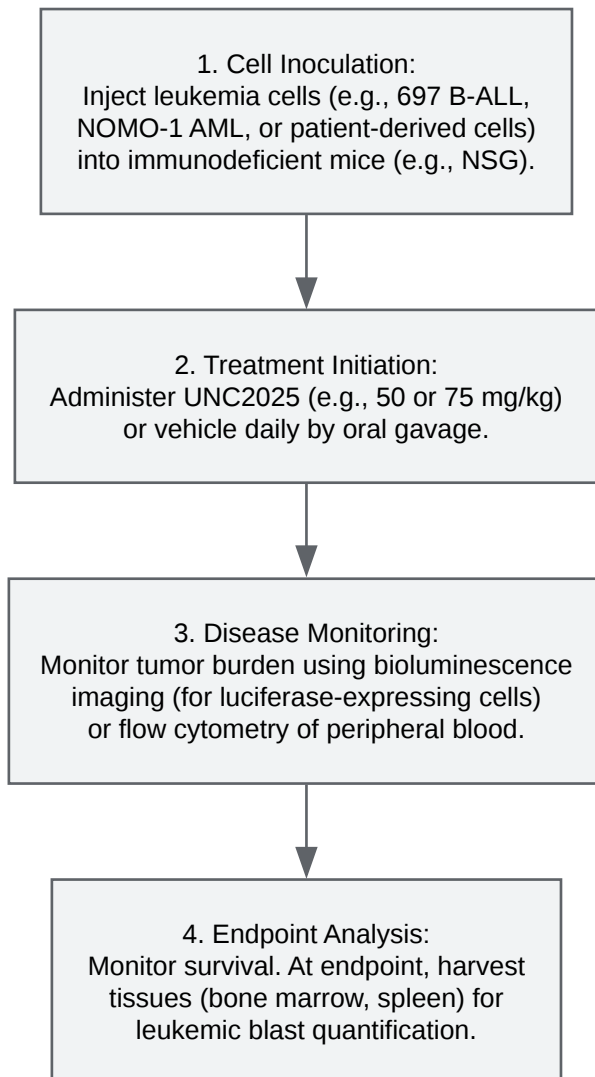 1. Cell Inoculation:
Inject leukemia cells (e.g., 697 B-ALL,
NOMO-1 AML, or patient-derived cells)
into immunodeficient mice (e.g., NSG).
2. Treatment Initiation:
Administer UNC2025 (e.g., 50 or 75 mg/kg)
or vehicle daily by oral gavage.
3. Disease Monitoring:
Monitor tumor burden using bioluminescence
imaging (for luciferase-expressing cells)
or flow cytometry of peripheral blood.
4. Endpoint Analysis:
Monitor survival. At endpoint, harvest
tissues (bone marrow, spleen) for
leukemic blast quantification.